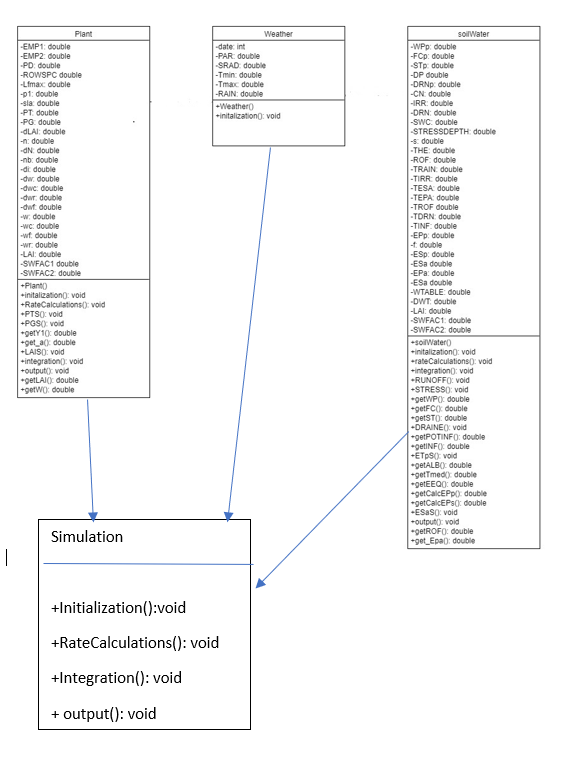 Plant
-EMP1: double
-EMP2: double
-PD: double
-ROWSPC double
-Lfmax: double
-p1: double
-sla: double
-PT: double
-PG: double
-dLAI: double
-n: double
-dN: double
-nb: double
-di: double
-dw: double
-dwc: double
-dwr: double
-dwf: double
-w: double
-wc: double
-wf: double
-wr: double
-LAI: double
-SWFAC1 double
-SWFAC2: double
+Plant()
+initalization(): void
+RateCalculations(): void
+PTS(): void
+PGS(): void
+getY1(): double
+get_a(): double
+LAIS(): void
+integration(): void
+output(): void
+getLAI(): double
+getW(): double
Weather
-date: int
-PAR: double
-SRAD: double
-Tmin: double
-Tmax: double
-RAIN: double
+Weather()
+initalization(): void
soilWater
-WPp: double
-FCp: double
-STp: double
-DP double
-DRNp: double
-CN: double
-IRR: double
-DRN: double
-SWC: double
-STRESSDEPTH: double
-s: double
-THE: double
-ROF: double
-TRAIN: double
-TIRR: double
-TESA: double
-TEPA: double
-TROF double
-TDRN: double
-TINF: double
-EPp: double
-f: double
-ESp: double
-ESa double
-EPa: double
-ESa double
-WTABLE: double
-DWT: double
-LAI: double
-SWFAC1: double
-SWFAC2: double
+soilWater()
+initalization(): void
+rateCalculations(): void
+integration(): void
+RUNOFF(): void
+STRESS(): void
+getWP(): double
+getFC(): double
+getST(): double
+DRAINE(): void
+getPOTINF(): double
+getINF(): double
+ETpS(): void
+getALB(): double
+getTmed(): double
+getEEQ(): double
+getCalcEPp(): double
+getCalcEPs(): double
+ESaS(): void
+output(): void
+getROF(): double
+get_Epa(): double
Simulation
+Initialization():void
+RateCalculations(): void
+Integration(): void
+ output(): void